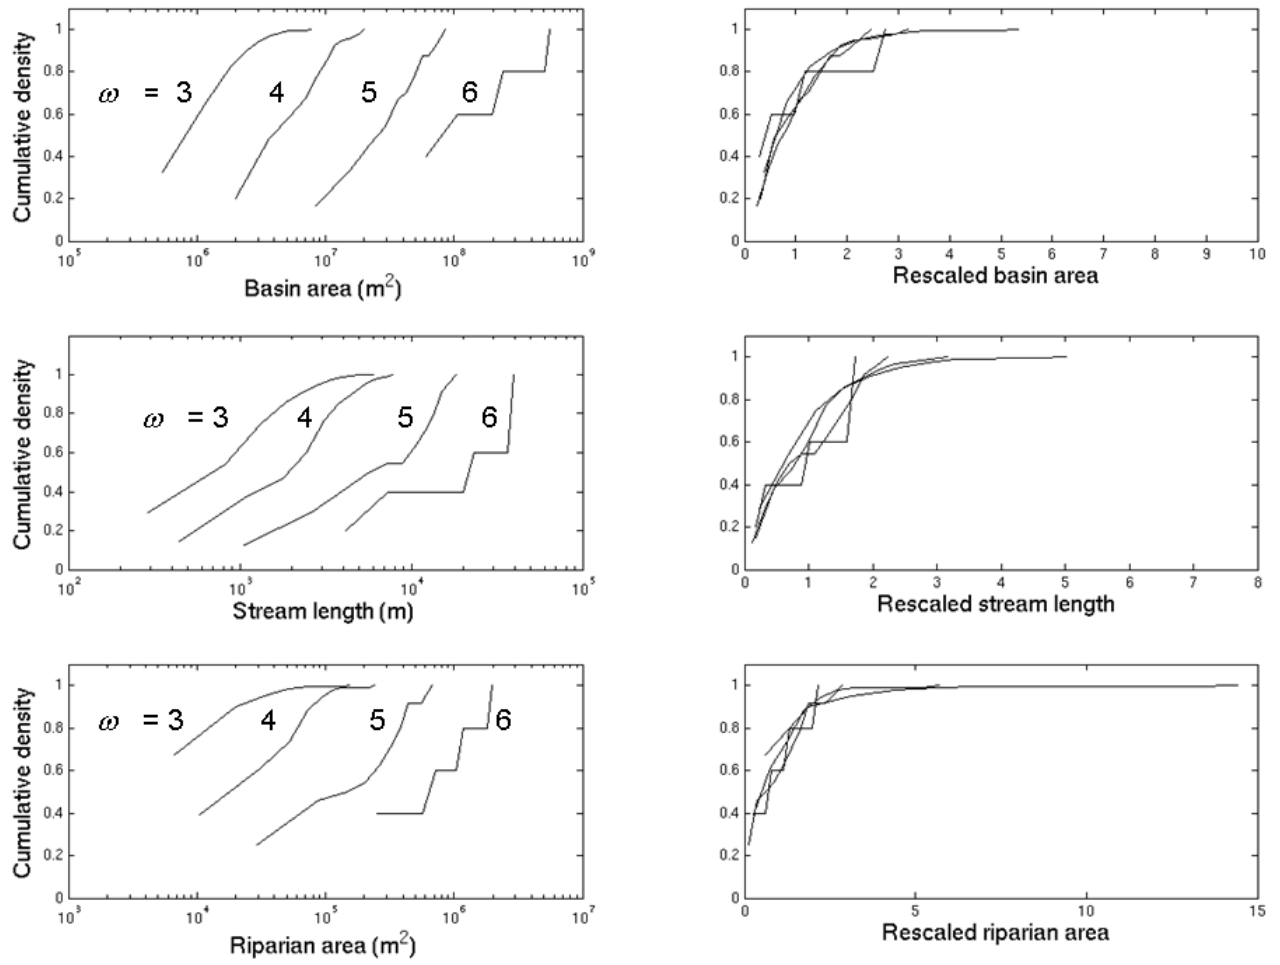 Cumulative density
1
0.8
0.6
0.4
0.2
0
ω = 3 4 5 6
10^5 10^6 10^7 10^8 10^9
Basin area (m^2)
1
0.8
0.6
0.4
0.2
0
0 1 2 3 4 5 6 7 8 9 10
Rescaled basin area
Cumulative density
1
0.8
0.6
0.4
0.2
0
ω = 3 4 5 6
10^2 10^3 10^4 10^5
Stream length (m)
1
0.8
0.6
0.4
0.2
0
0 1 2 3 4 5 6 7 8
Rescaled stream length
Cumulative density
1
0.8
0.6
0.4
0.2
0
ω = 3 4 5 6
10^3 10^4 10^5 10^6 10^7
Riparian area (m^2)
1
0.8
0.6
0.4
0.2
0
0 5 10 15
Rescaled riparian area